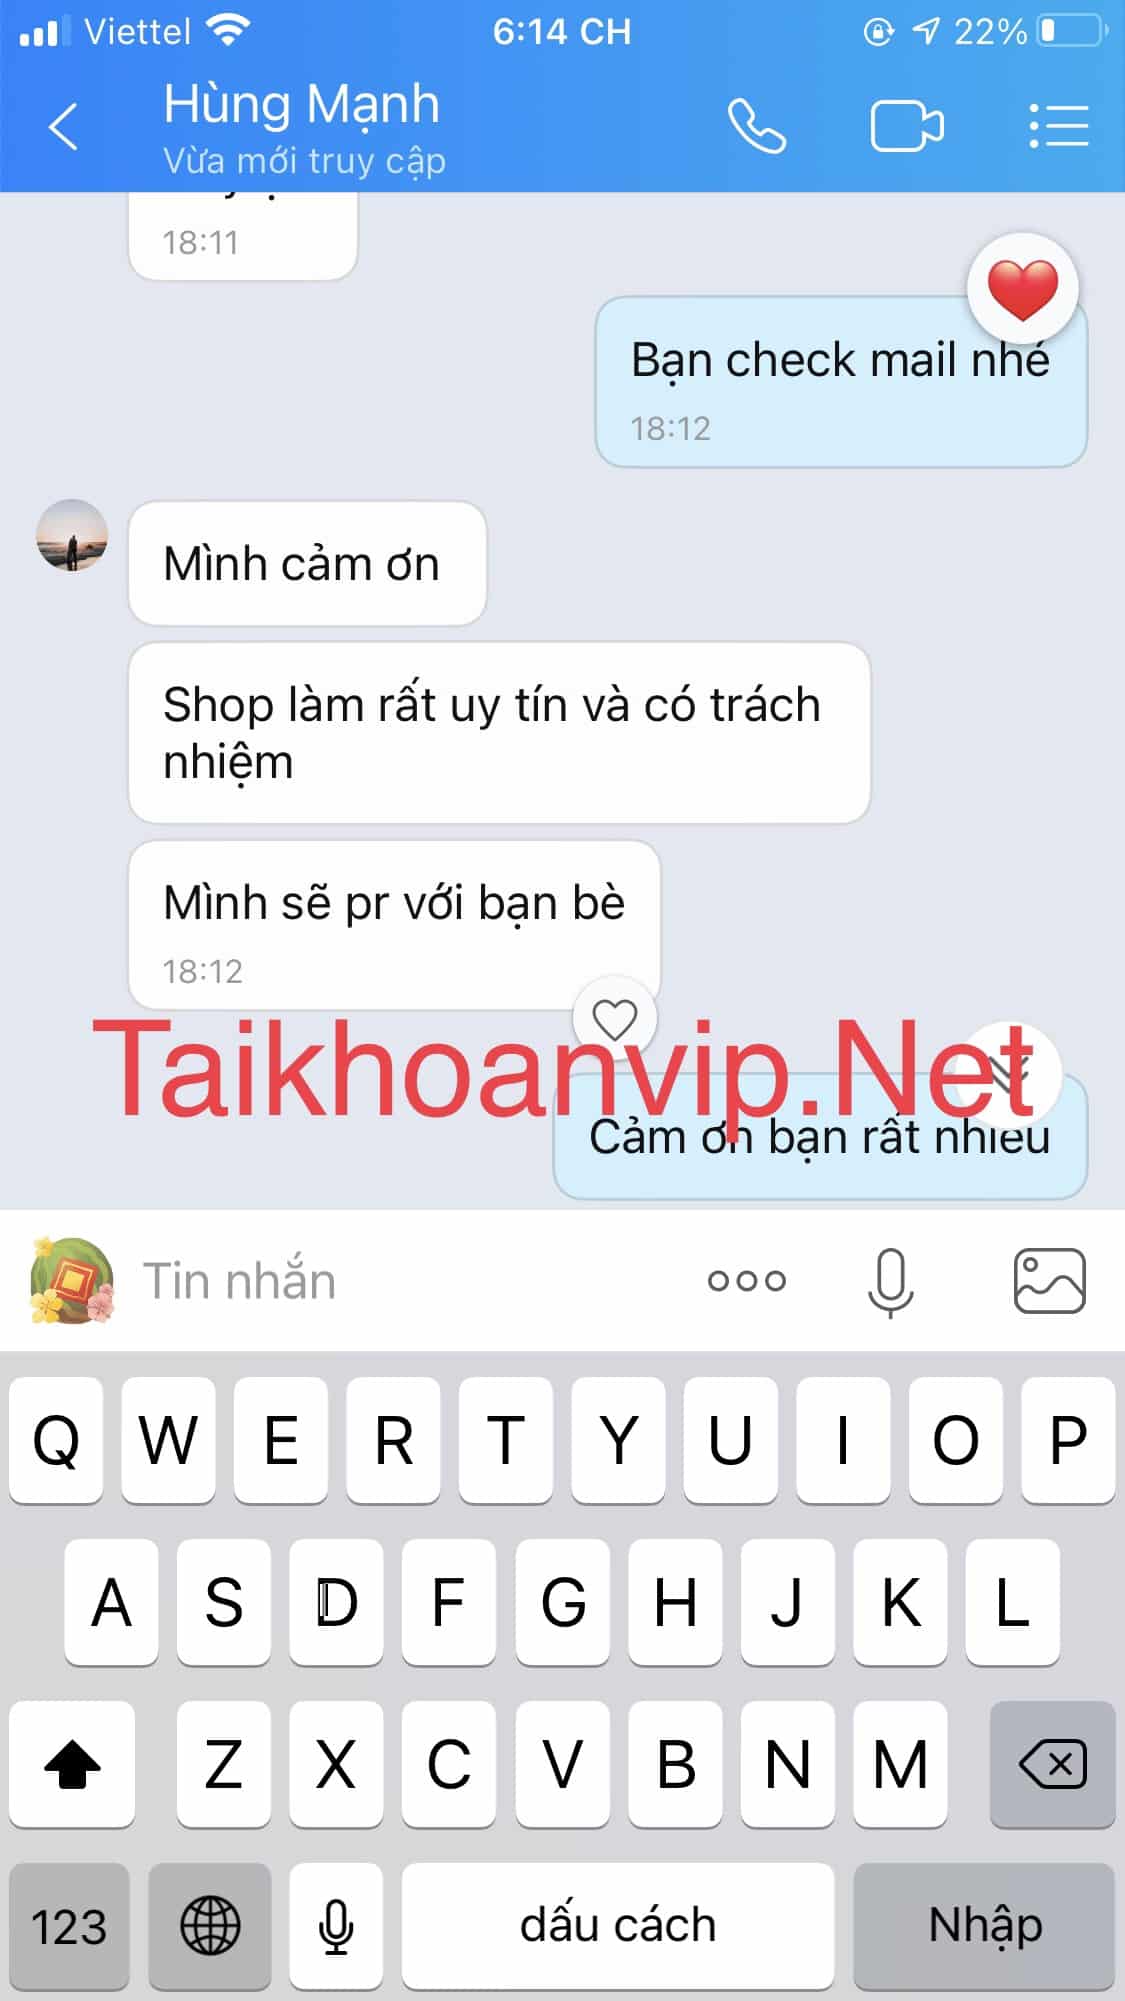 Viettel
6:14 CH
22%
Hùng Mạnh
Vừa mới truy cập
18:11
Bạn check mail nhé
18:12
Mình cảm ơn
Shop làm rất uy tín và có trách
nhiệm
Mình sẽ pr với bạn bè
18:12
Taikhoanvip.Net
Cảm ơn bạn rất nhiều
Tin nhắn
Q W E R T Y U I O P
A S D F G H J K L
Z X C V B N M
123
dấu cách
Nhập